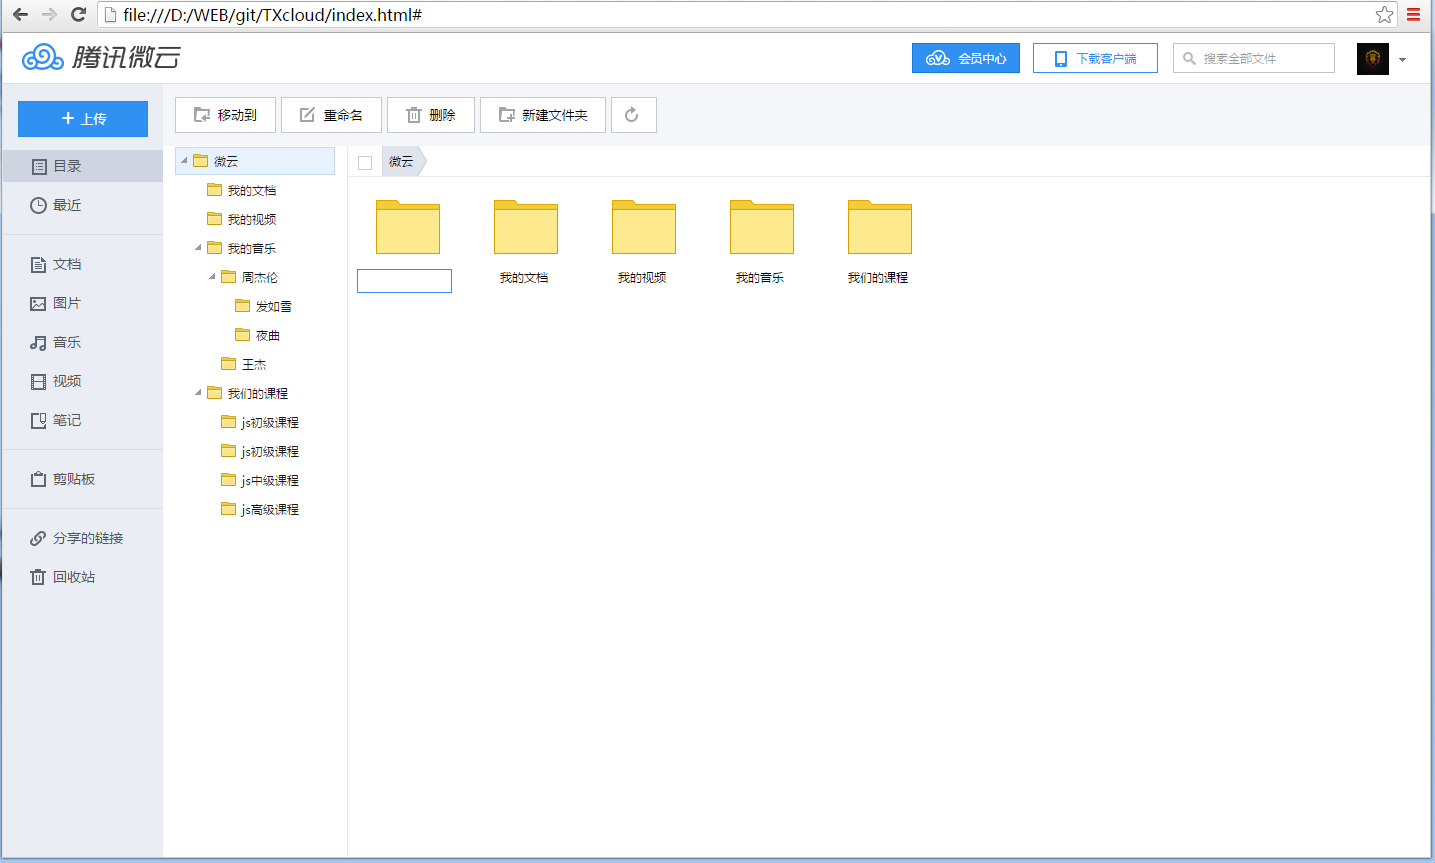 file:///D:/WEB/git/TXcloud/index.html#
腾讯微云
会员中心
下载客户端
搜索全部文件
上传
移动到
重命名
删除
新建文件夹
目录
最近
文档
图片
音乐
视频
笔记
剪贴板
分享的链接
回收站
微云
我的文档
我的视频
我的音乐
周杰伦
发如雪
夜曲
王杰
我们的课程
js初级课程
js初级课程
js中级课程
js高级课程
微云
我的文档
我的视频
我的音乐
我们的课程